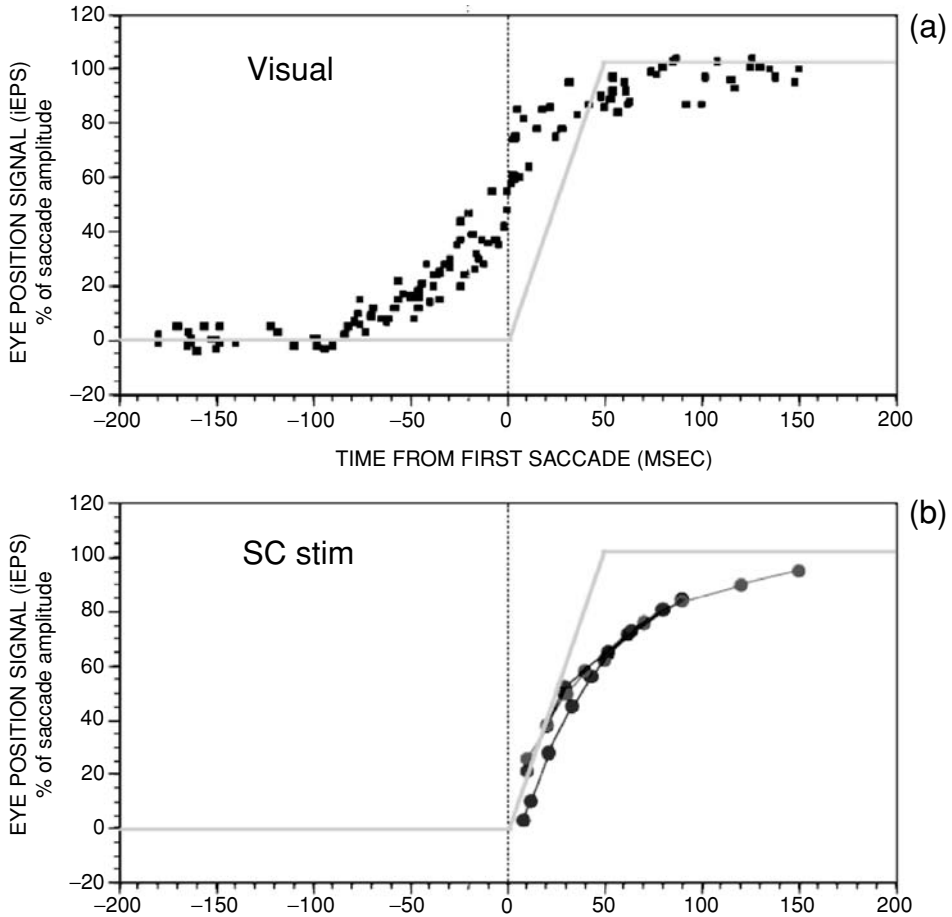 (a)
Visual
EYE POSITION SIGNAL (iEPS)
% of saccade amplitude
120
100
80
60
40
20
0
−20
−200 −150 −100 −50 0 50 100 150 200
TIME FROM FIRST SACCADE (MSEC)
(b)
SC stim
EYE POSITION SIGNAL (iEPS)
% of saccade amplitude
120
100
80
60
40
20
0
−20
−200 −150 −100 −50 0 50 100 150 200